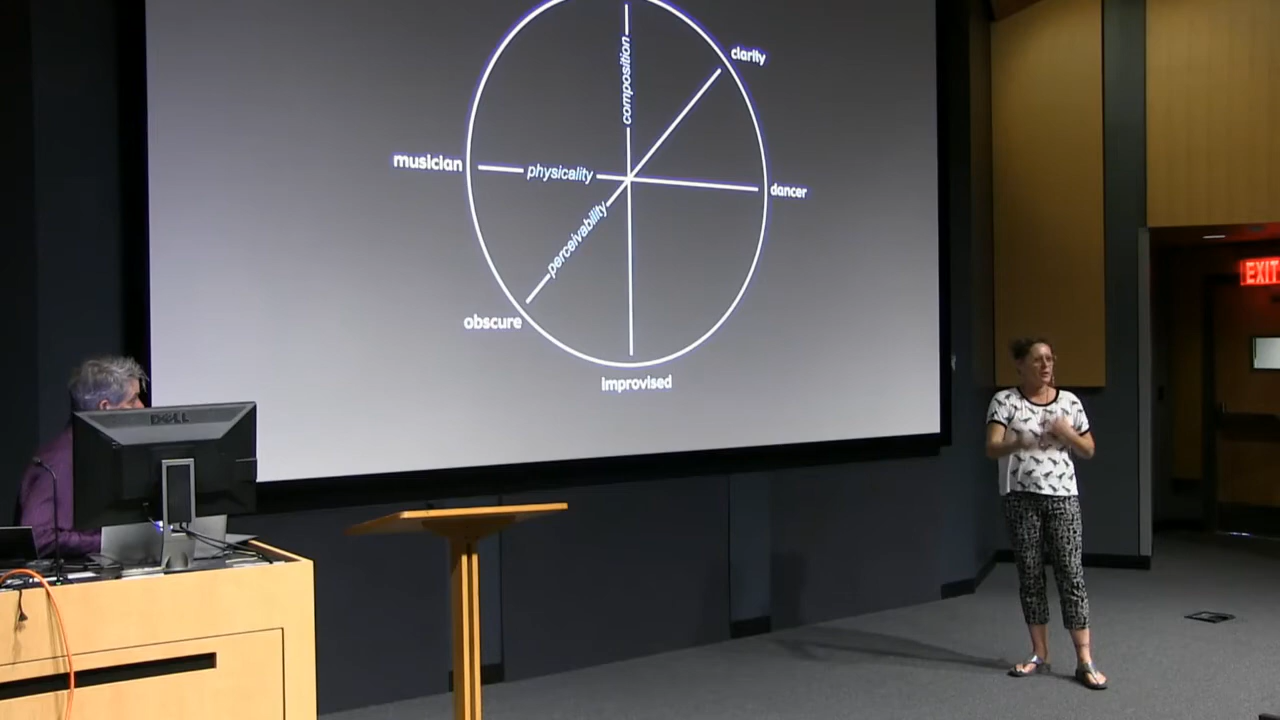 composition
clarity
musician
physicality
dancer
perceivability
obscure
improvised
DELL
EXIT